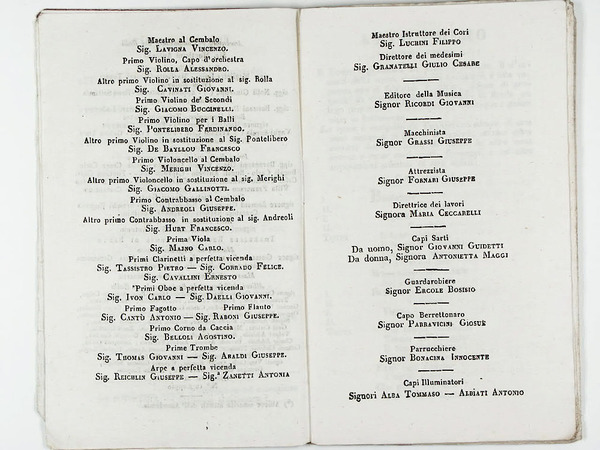 Maestro al Cembalo
Sig. Lavigna Vincenzo.
Primo Violino, Capo d'orchestra
Sig. Rolla Alessandro.
Altro primo Violino in sostituzione al sig. Rolla
Sig. Cavinati Giovanni.
Primo Violino de' Secondi
Sig. Giacomo Buccinelli.
Primo Violino per i Balli
Sig. Pontelibero Ferdinando.
Altro primo Violino in sostituzione al Sig. Pontelibero
Sig. De Bayllou Francesco
Primo Violoncello al Cembalo
Sig. Merighi Vincenzo.
Altro primo Violoncello in sostituzione al sig. Merighi
Sig. Giacomo Gallinotti.
Primo Contrabbasso al Cembalo
Sig. Andreoli Giuseppe.
Altro primo Contrabbasso in sostituzione al sig. Andreoli
Sig. Hurt Francesco.
Prima Viola
Sig. Maino Carlo.
Primi Clarinetti a perfetta vicenda
Sig. Tassistro Pietro — Sig. Corrado Felice.
Sig. Cavallini Ernesto
Primi Oboe a perfetta vicenda
Sig. Ivon Carlo — Sig. Daelli Giovanni.
Primo Fagotto Primo Flauto
Sig. Cantù Antonio — Sig. Raboni Giuseppe.
Primo Corno da Caccia
Sig. Belloli Agostino.
Prime Trombe
Sig. Thomas Giovanni — Sig. Araldi Giuseppe.
Arpe a perfetta vicenda
Sig. Reichlin Giuseppe — Sig.ª Zanetti Antonia
Maestro Istruttore dei Cori
Sig. Luchini Filippo
Direttore dei medesimi
Sig. Granatelli Giulio Cesare
Editore della Musica
Signor Ricordi Giovanni
Macchinista
Signor Grassi Giuseppe
Attrezzista
Signor Fornari Giuseppe
Direttrice dei lavori
Signora Maria Ceccarelli
Capi Sarti
Da uomo, Signor Giovanni Guidetti
Da donna, Signora Antonietta Maggi
Guardarobiere
Signor Ercole Bosisio
Capo Berrettonaro
Signor Parravicini Giosuè
Parrucchiere
Signor Bonacina Innocente
Capi Illuminatori
Signori Alba Tommaso — Abbiati Antonio